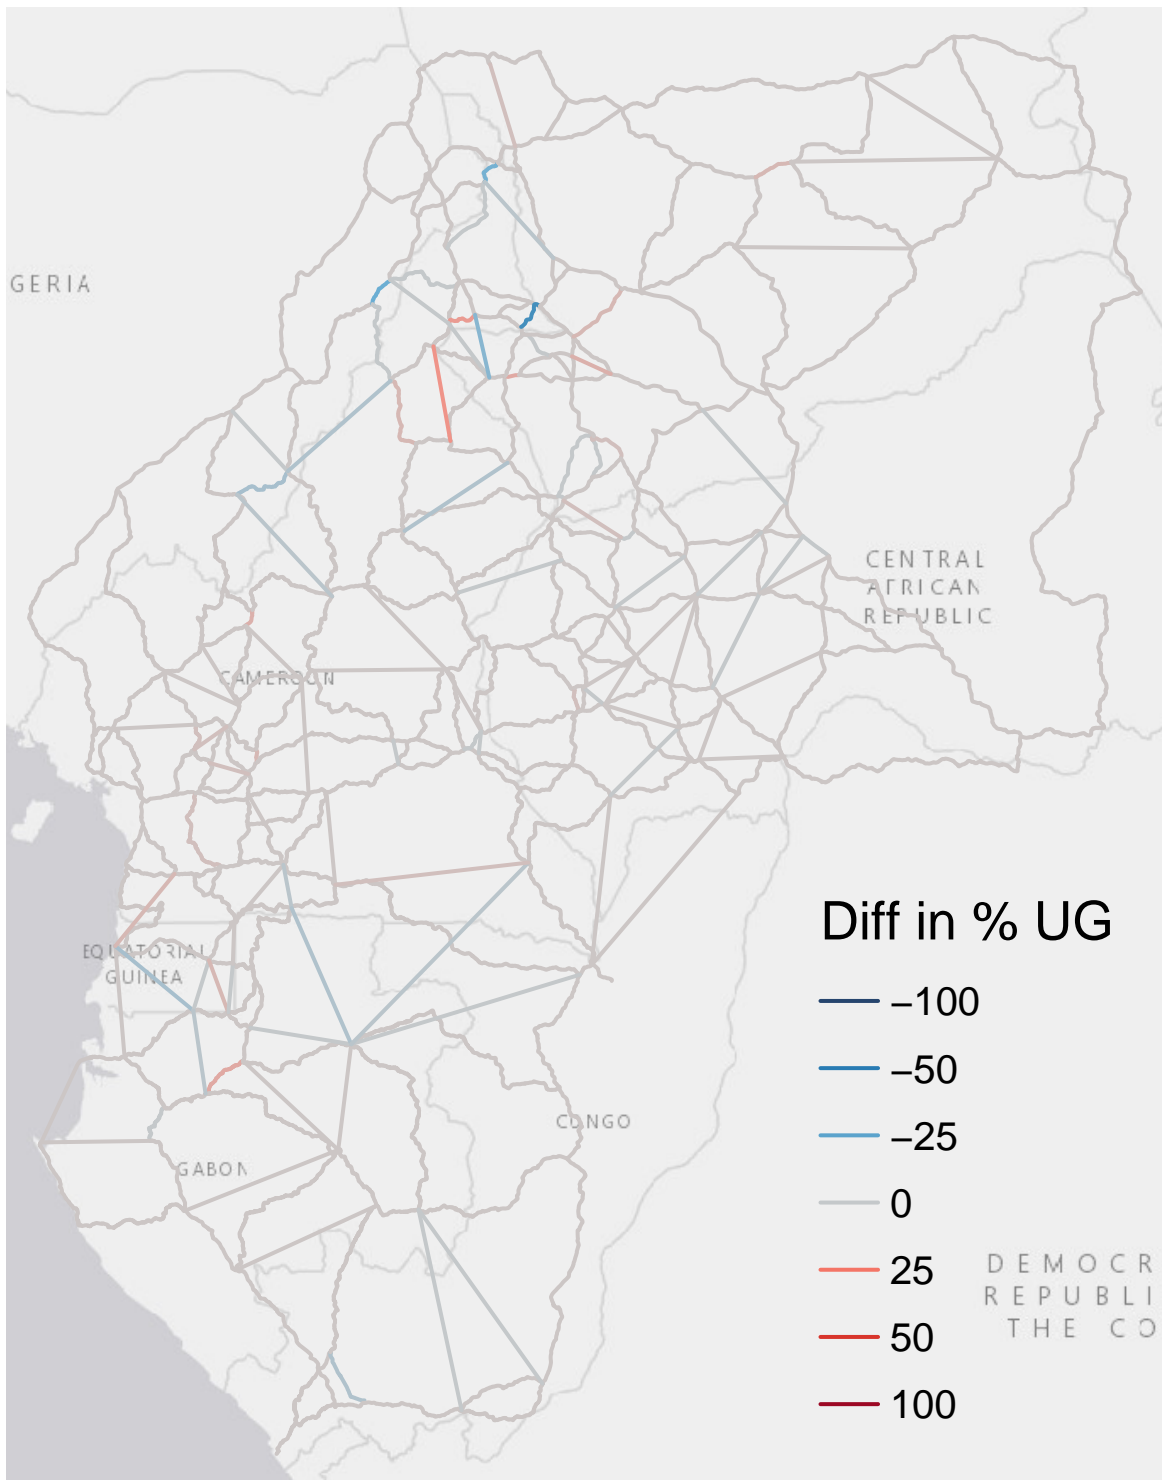 GERIA
CENTRAL
AFRICAN
REPUBLIC
CAMEROON
EQUATORIAL
GUINEA
CONGO
GABON
Diff in % UG
−100
−50
−25
0
25
50
100
DEMOCR
REPUBLI
THE CO